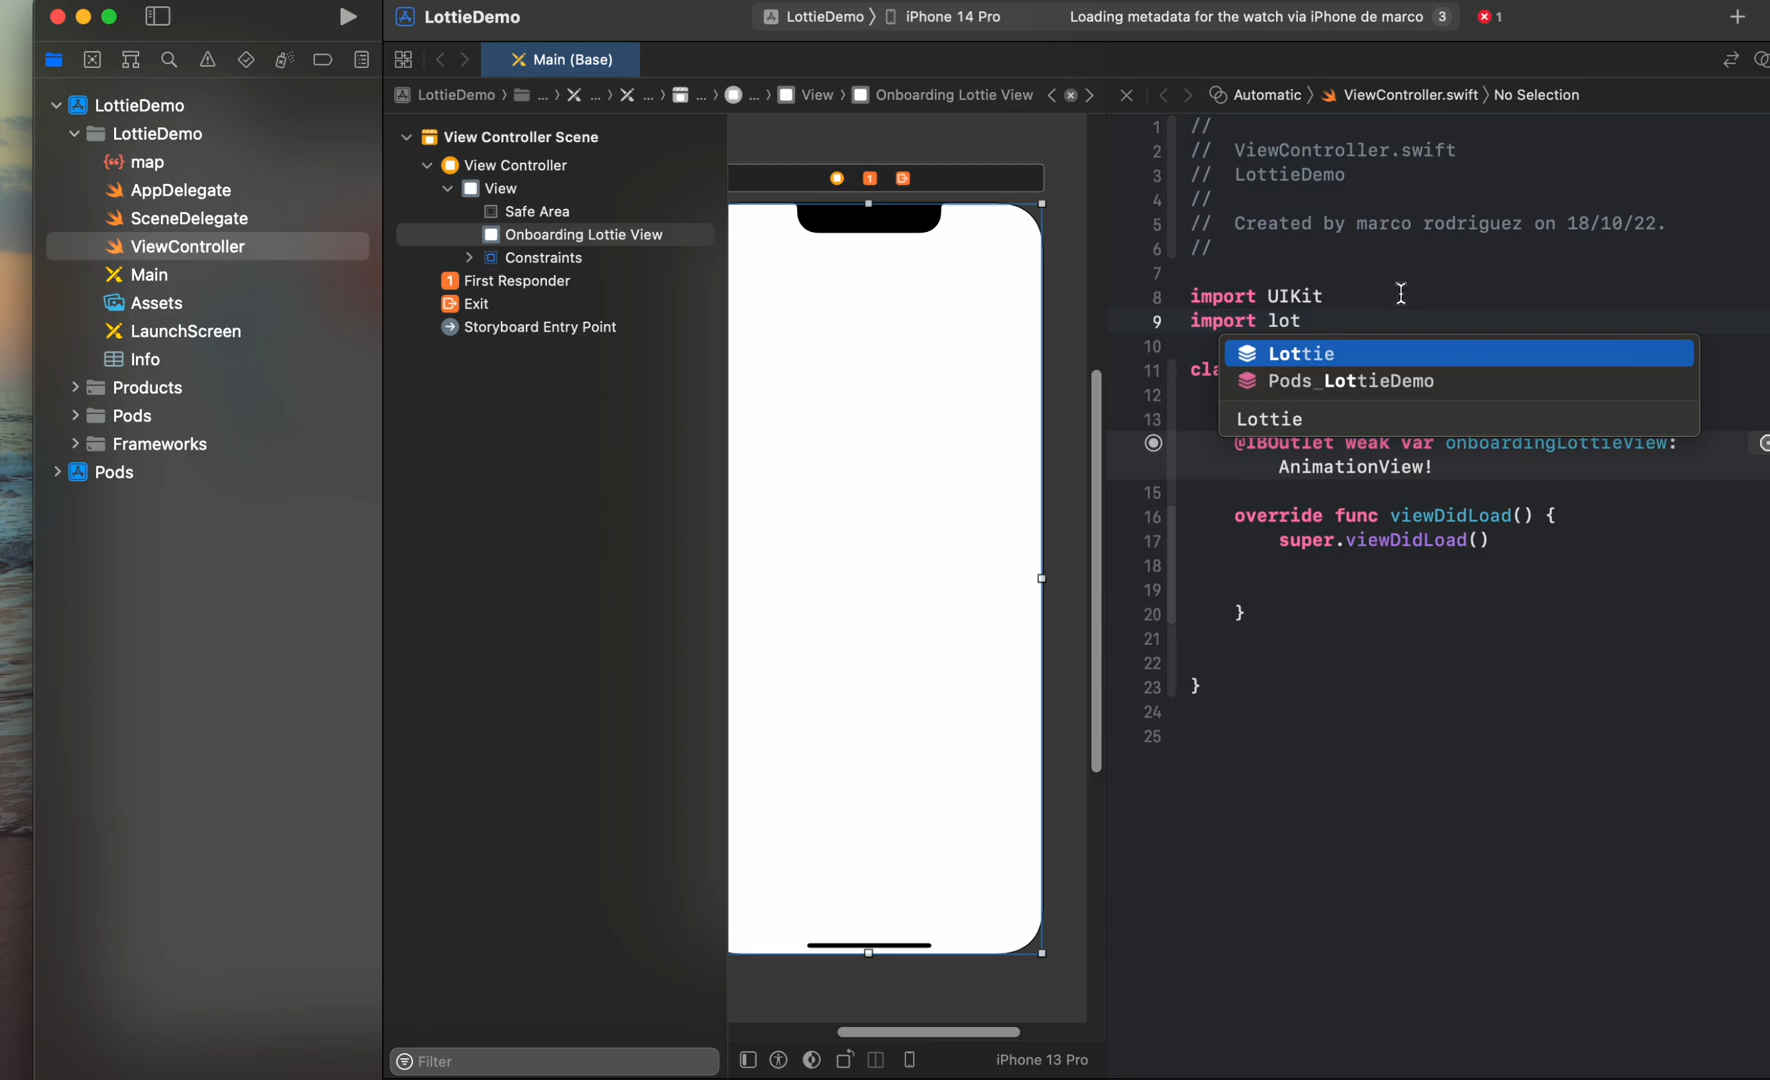 LottieDemo
LottieDemo 〉 iPhone 14 Pro
Loading metadata for the watch via iPhone de marco 3
1
Main (Base)
LottieDemo 〉 ... 〉 ... 〉 ... 〉 ... 〉 ... 〉 View 〉 Onboarding Lottie View
Automatic 〉 ViewController.swift 〉 No Selection
LottieDemo
LottieDemo
map
AppDelegate
SceneDelegate
ViewController
Main
Assets
LaunchScreen
Info
Products
Pods
Frameworks
Pods
View Controller Scene
View Controller
View
Safe Area
Onboarding Lottie View
Constraints
1 First Responder
Exit
Storyboard Entry Point
Filter
1
iPhone 13 Pro
1 //
2 // ViewController.swift
3 // LottieDemo
4 //
5 // Created by marco rodriguez on 18/10/22.
6 //
7
8 import UIKit
9 import lot
10
11 cla
12
13
Lottie
Pods_LottieDemo
Lottie
@IBOutlet weak var onboardingLottieView:
AnimationView!
15
16 override func viewDidLoad() {
17 super.viewDidLoad()
18
19
20 }
21
22
23 }
24
25